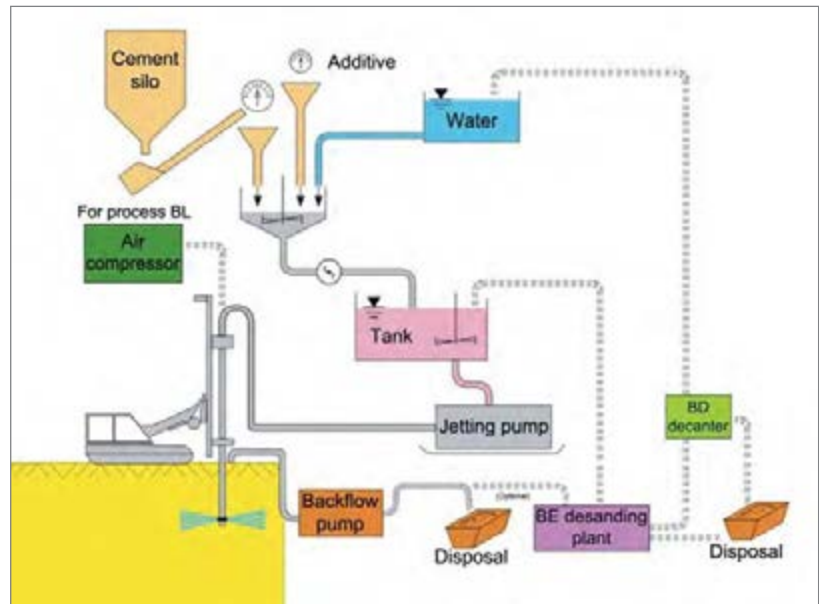 Cement
silo
Additive
Water
For process BL
Air
compressor
Tank
Jetting pump
BD
decanter
Backflow
pump
(Optional)
BE desanding
plant
Disposal
Disposal